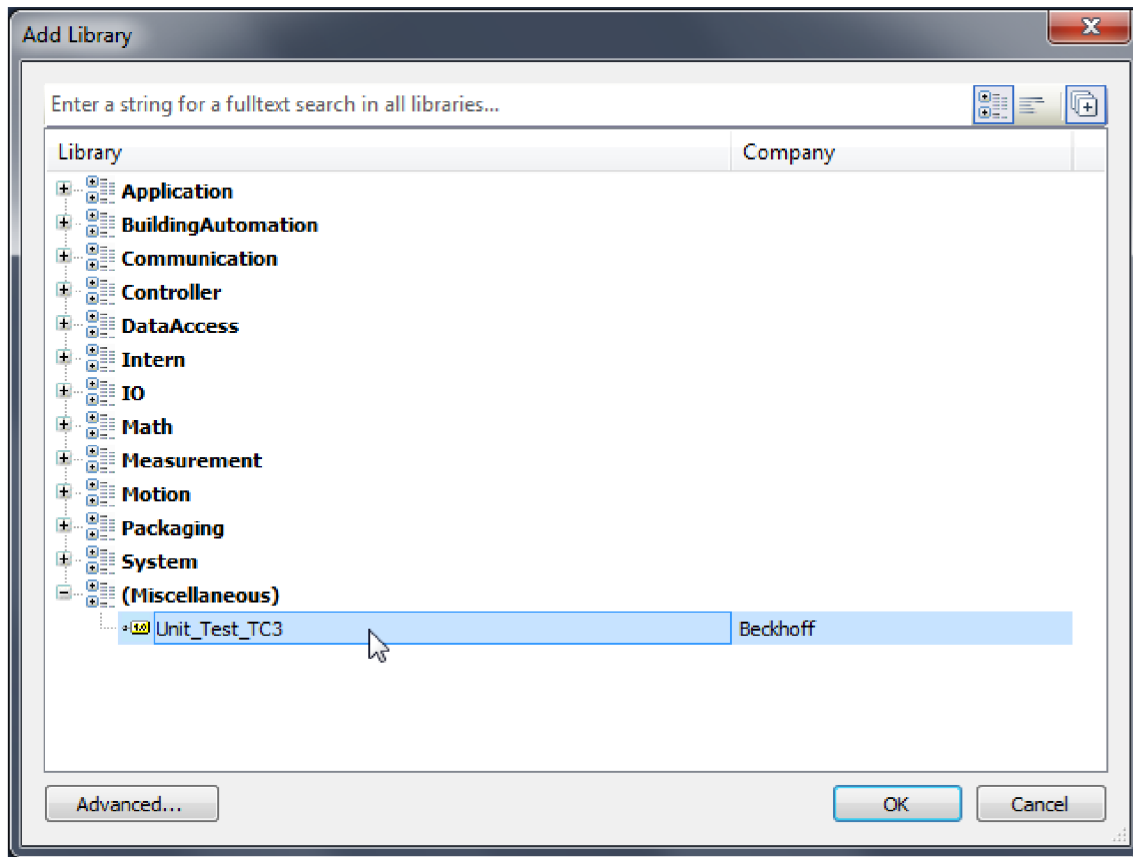 Add Library
Enter a string for a fulltext search in all libraries...
Library Company
Application
BuildingAutomation
Communication
Controller
DataAccess
Intern
IO
Math
Measurement
Motion
Packaging
System
(Miscellaneous)
Unit_Test_TC3 Beckhoff
Advanced... OK Cancel